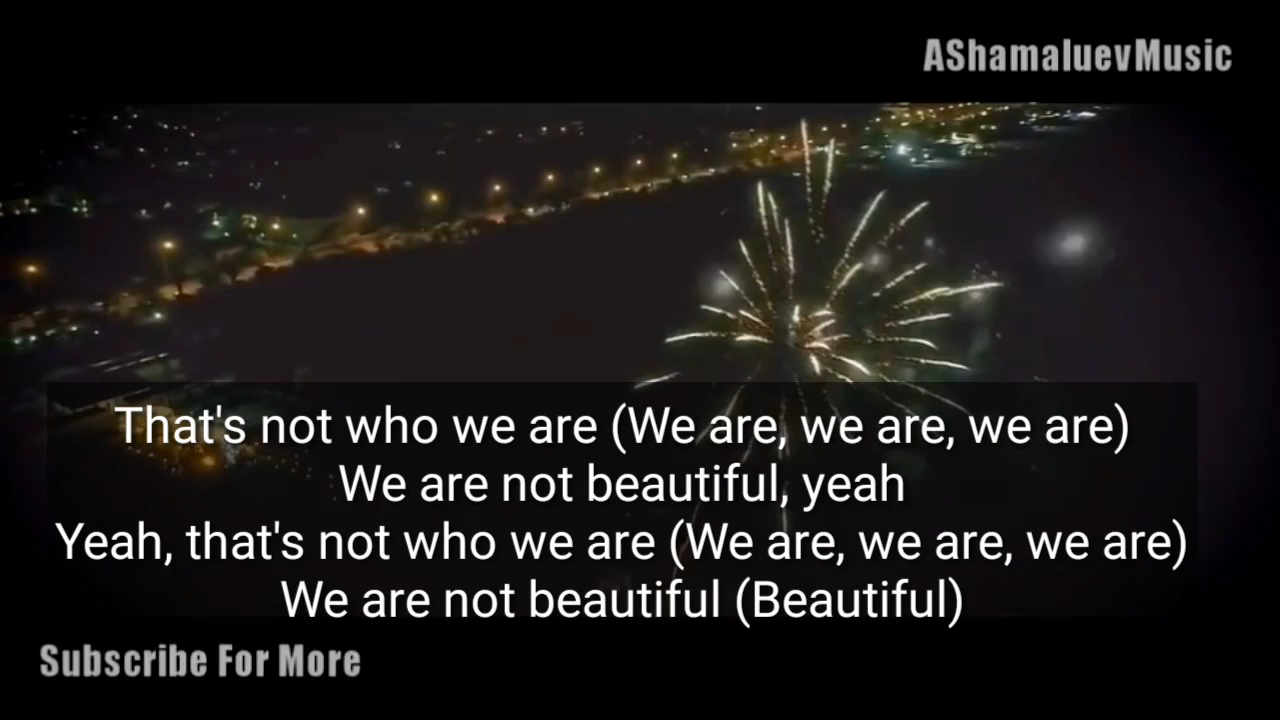 AShamaluevMusic
That's not who we are (We are, we are, we are)
We are not beautiful, yeah
Yeah, that's not who we are (We are, we are, we are)
We are not beautiful (Beautiful)
Subscribe For More